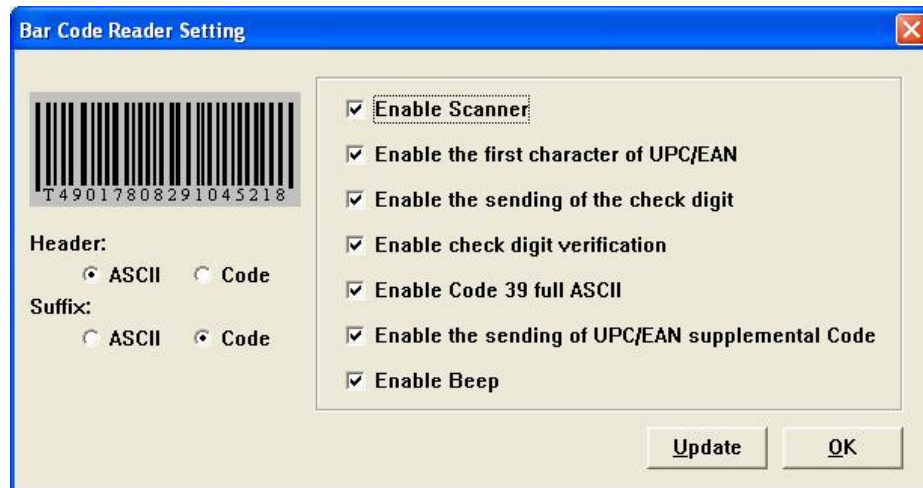 Bar Code Reader Setting
T49017808291045218
Header:
ASCII Code
Suffix:
ASCII Code
Enable Scanner
Enable the first character of UPC/EAN
Enable the sending of the check digit
Enable check digit verification
Enable Code 39 full ASCII
Enable the sending of UPC/EAN supplemental Code
Enable Beep
Update OK